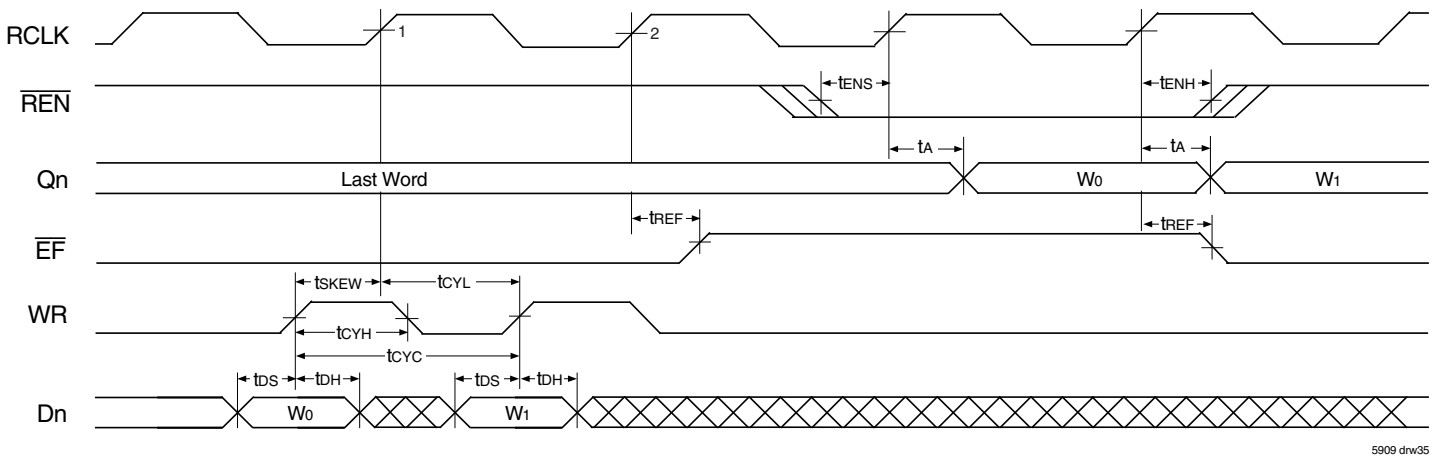 RCLK 1 2
REN tENS tENH
tA tA
Qn Last Word W0 W1
tREF tREF
EF
tSKEW tCYL
WR
tCYH
tCYC
tDS tDH tDS tDH
Dn W0 W1
5909 drw35